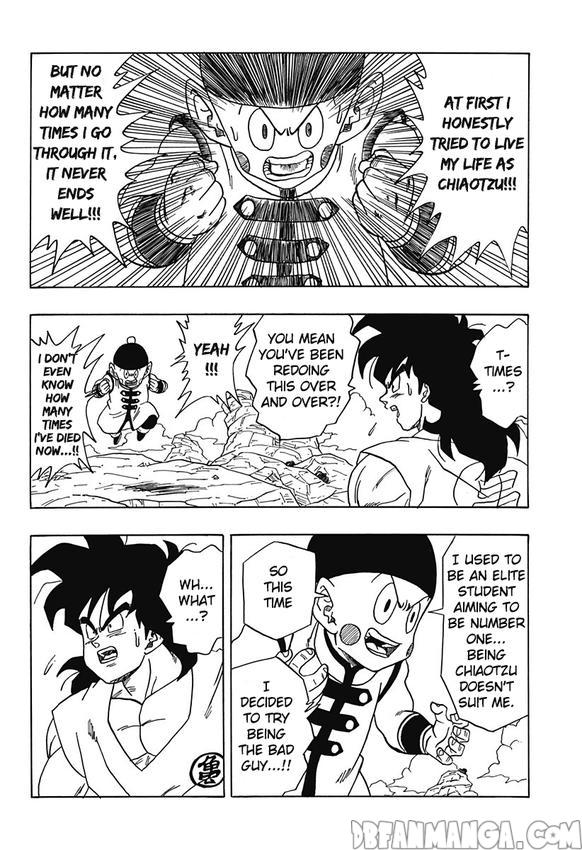 AT FIRST I
HONESTLY
TRIED TO LIVE
MY LIFE AS
CHIAOTZU!!!
BUT NO
MATTER
HOW MANY
TIMES I GO
THROUGH IT,
IT NEVER
ENDS
WELL!!!
T-
TIMES
...?
YOU MEAN
YOU'VE BEEN
REDOING
THIS OVER
AND OVER?!
YEAH
!!!
I DON'T
EVEN
KNOW
HOW
MANY
TIMES
I'VE DIED
NOW...!!
I USED TO
BE AN ELITE
STUDENT
AIMING TO
BE NUMBER
ONE...
BEING
CHIAOTZU
DOESN'T
SUIT ME.
SO
THIS
TIME
I
DECIDED
TO TRY
BEING
THE BAD
GUY...!!
WH...
WHAT
...?
亀
DBFANMANGA.COM